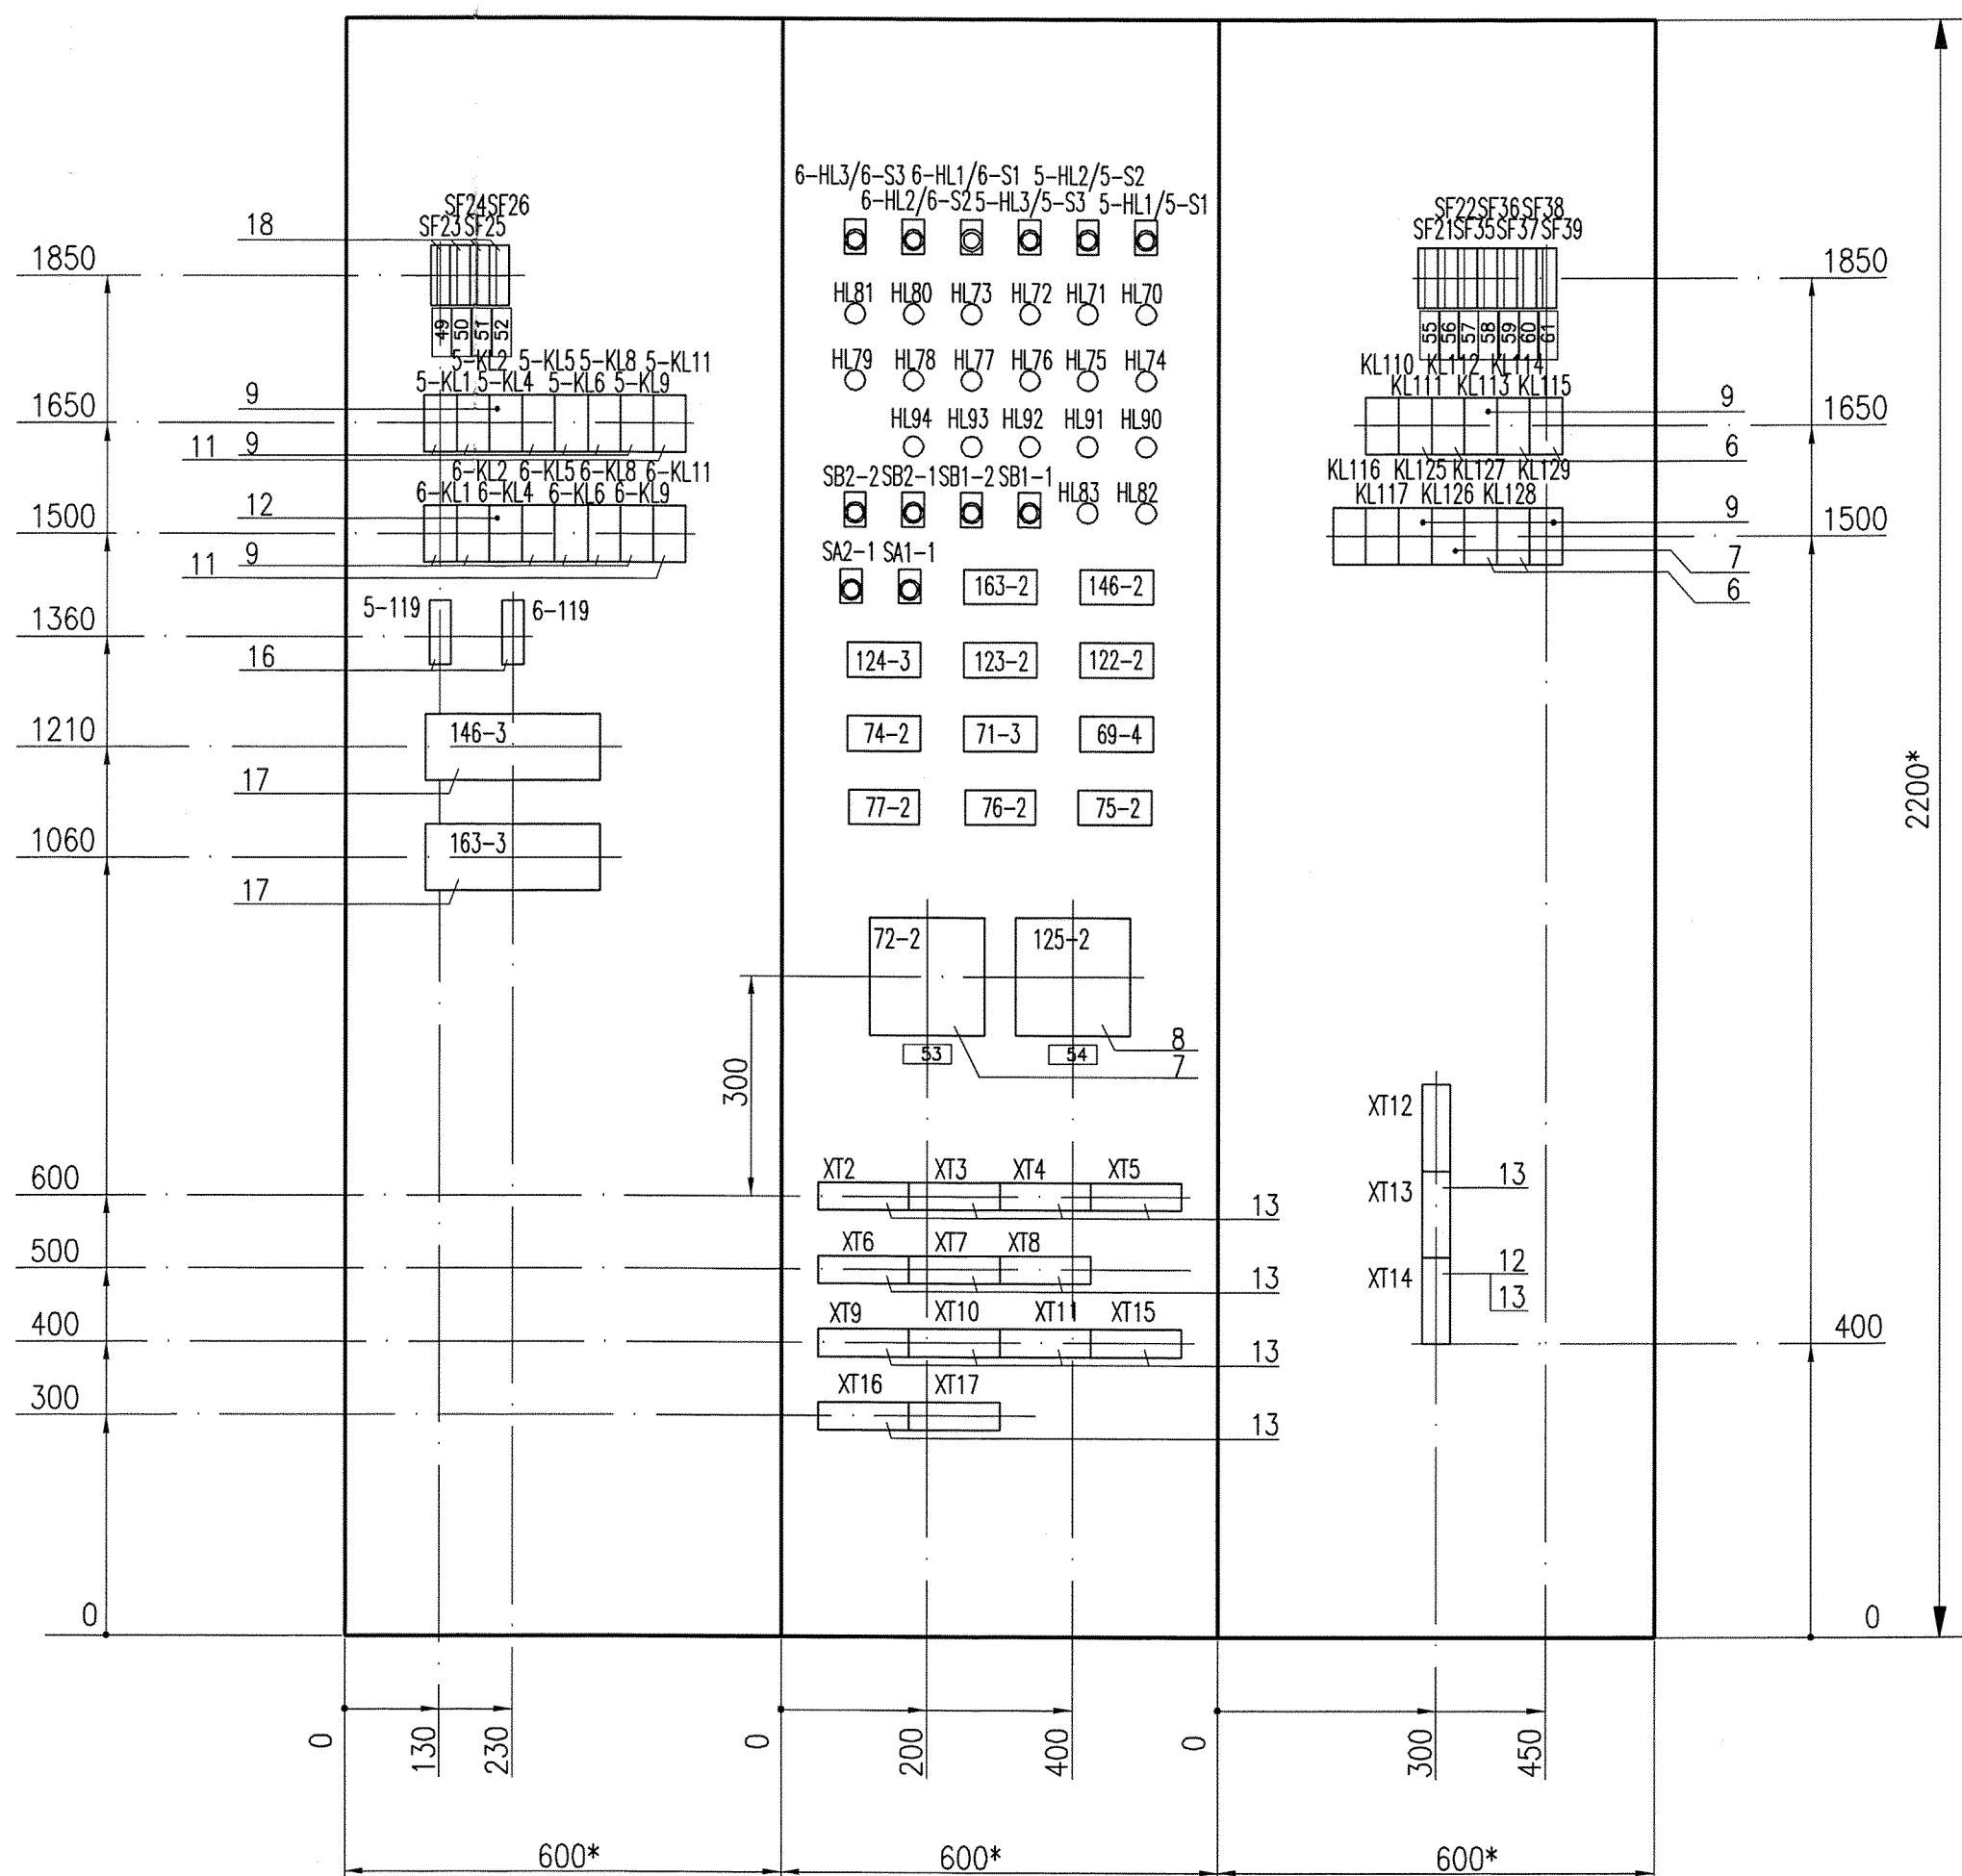 6-HL3/6-S3 6-HL1/6-S1 5-HL2/5-S2
6-HL2/6-S2 5-HL3/5-S3 5-HL1/5-S1
SF24 SF26
SF23 SF25
18
SF22 SF36 SF38
SF21 SF35 SF37 SF39
1850
1850
HL81 HL80 HL73 HL72 HL71 HL70
49 50 51 52
55 56 57 58 59 60 61
HL79 HL78 HL77 HL76 HL75 HL74
5-KL2 5-KL5 5-KL8 5-KL11
5-KL1 5-KL4 5-KL6 5-KL9
KL110 KL112 KL114
KL111 KL113 KL115
9
9
1650
1650
HL94 HL93 HL92 HL91 HL90
9
11
6
6-KL2 6-KL5 6-KL8 6-KL11
6-KL1 6-KL4 6-KL6 6-KL9
KL116 KL125 KL127 KL129
KL117 KL126 KL128
SB2-2 SB2-1 SB1-2 SB1-1 HL83 HL82
12
9
1500
1500
9
11
7
6
SA2-1 SA1-1
163-2 146-2
5-119 6-119
1360
16
124-3 123-2 122-2
1210
146-3
74-2 71-3 69-4
17
77-2 76-2 75-2
1060
163-3
17
2200*
72-2 125-2
8
7
53 54
300
XT12
XT13
13
XT14
12
13
600
XT2 XT3 XT4 XT5
13
500
XT6 XT7 XT8
13
400
XT9 XT10 XT11 XT15
13
400
300
XT16 XT17
13
0
0
0 130 230 0 200 400 0 300 450
600* 600* 600*